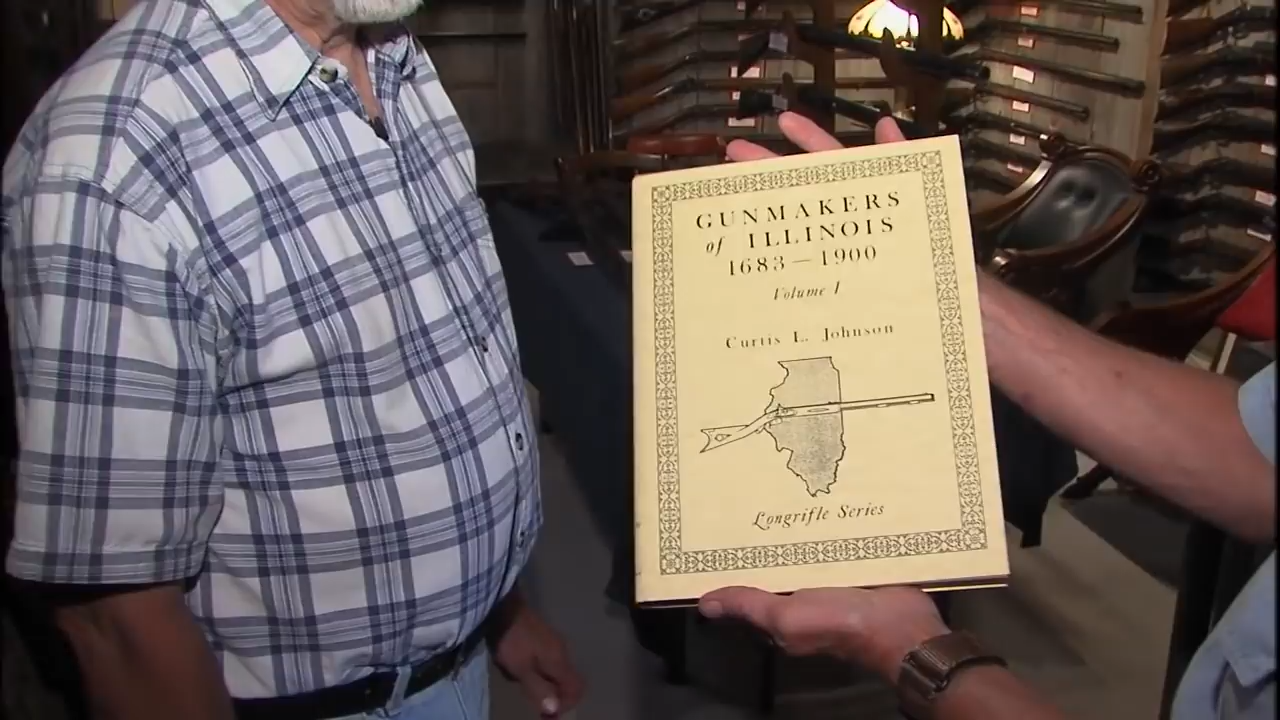 GUNMAKERS
of ILLINOIS
1683—1900
Volume I
Curtis L. Johnson
Longrifle Series